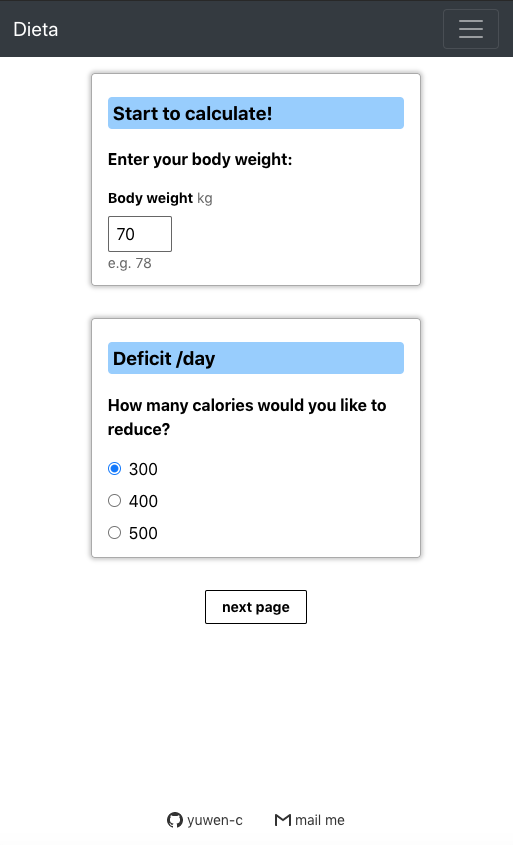 Dieta
Start to calculate!
Enter your body weight:
Body weight kg
70
e.g. 78
Deficit /day
How many calories would you like to
reduce?
300
400
500
next page
yuwen-c mail me